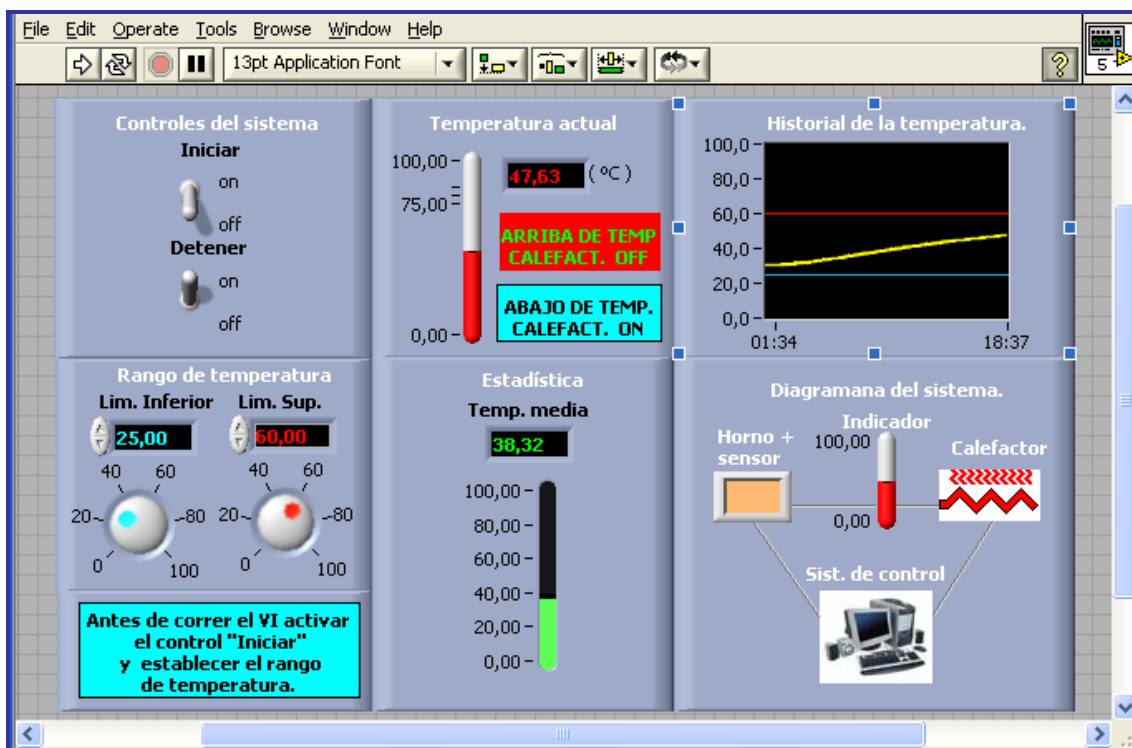 File Edit Operate Tools Browse Window Help
13pt Application Font
5
Controles del sistema
Iniciar
on
off
Detener
on
off
Temperatura actual
100,00
75,00
0,00
47,63 (ºC)
ARRIBA DE TEMP
CALEFACT. OFF
ABAJO DE TEMP.
CALEFACT. ON
Historial de la temperatura.
100,0
80,0
60,0
40,0
20,0
0,0
01:34 18:37
Rango de temperatura
Lim. Inferior Lim. Sup.
25,00 60,00
40 60 40 60
20 80 20 80
0 100 0 100
Antes de correr el VI activar
el control "Iniciar"
y establecer el rango
de temperatura.
Estadística
Temp. media
38,32
100,00
80,00
60,00
40,00
20,00
0,00
Diagramana del sistema.
Indicador
Horno +
sensor
100,00
0,00
Calefactor
Sist. de control